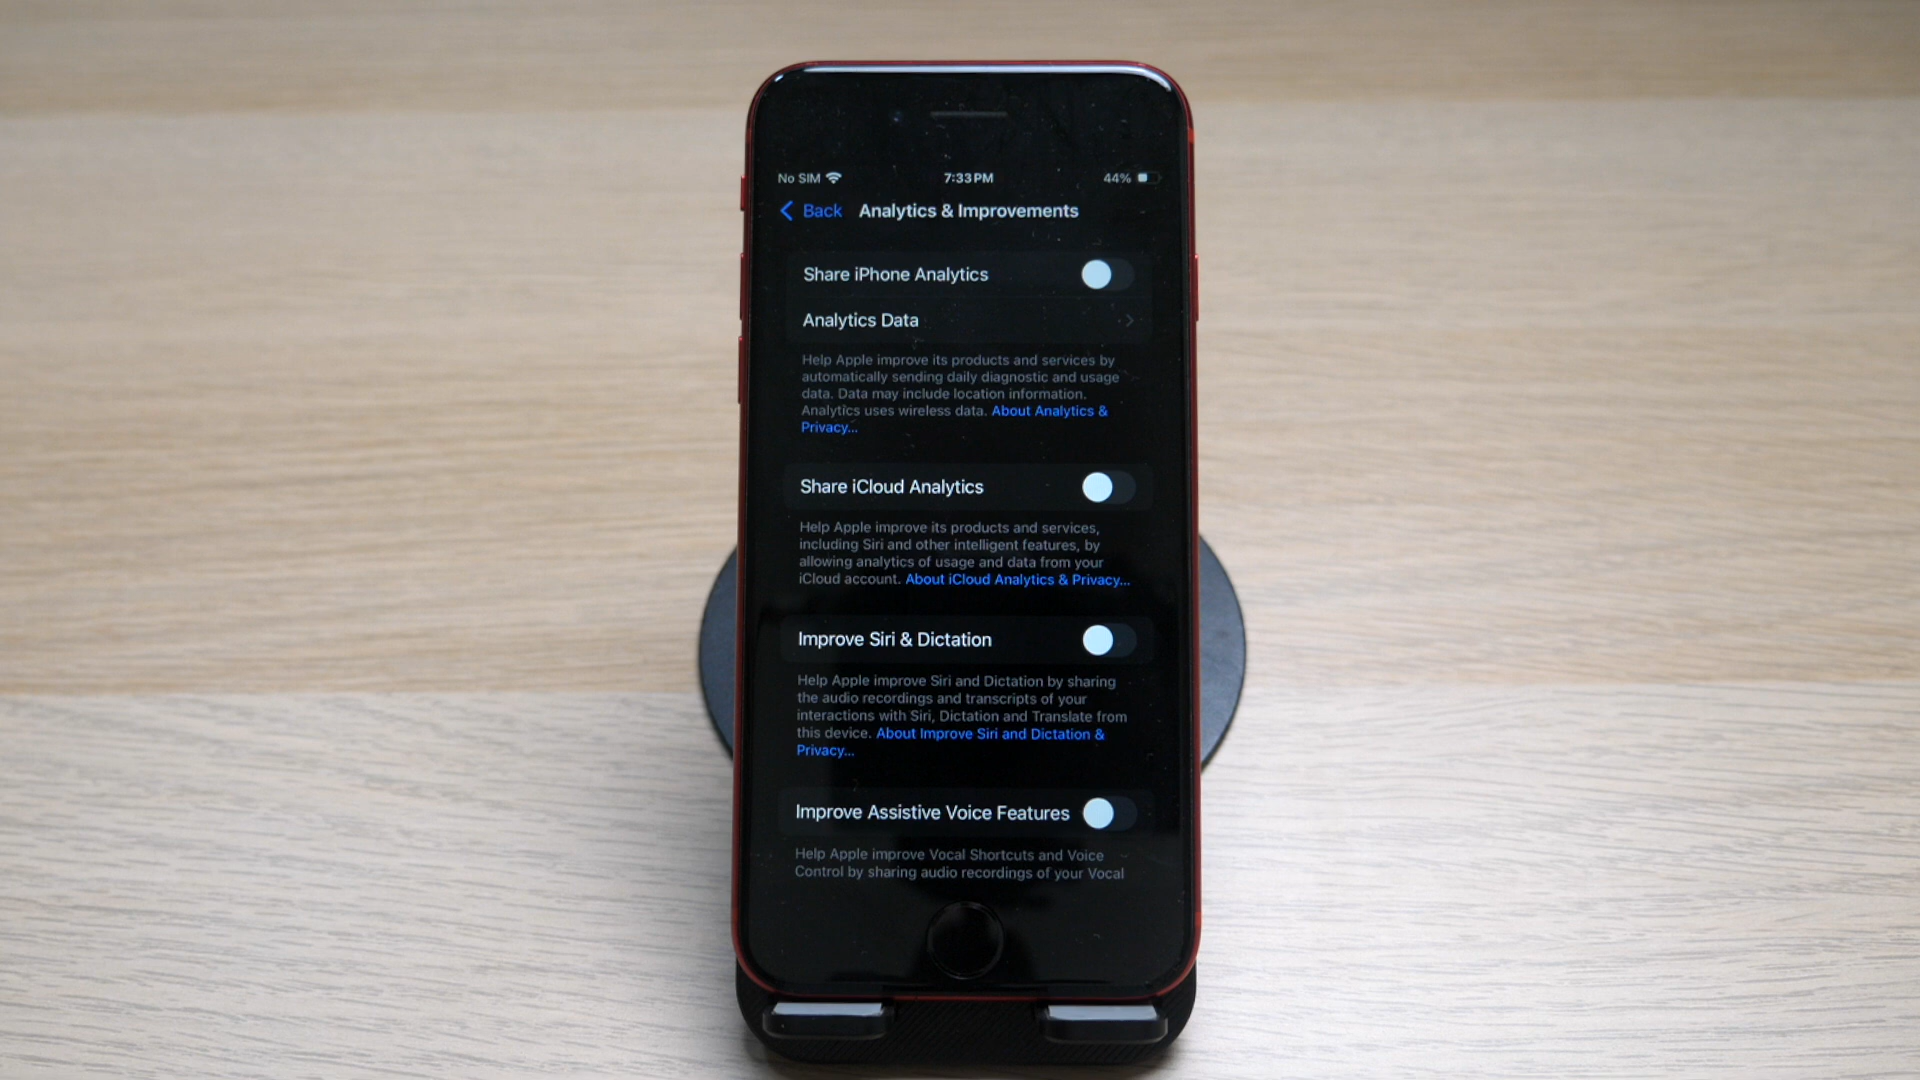 No SIM 7:33 PM 44%
Back Analytics & Improvements
Share iPhone Analytics
Analytics Data
Help Apple improve its products and services by
automatically sending daily diagnostic and usage
data. Data may include location information.
Analytics uses wireless data. About Analytics &
Privacy...
Share iCloud Analytics
Help Apple improve its products and services,
including Siri and other intelligent features, by
allowing analytics of usage and data from your
iCloud account. About iCloud Analytics & Privacy...
Improve Siri & Dictation
Help Apple improve Siri and Dictation by sharing
the audio recordings and transcripts of your
interactions with Siri, Dictation and Translate from
this device. About Improve Siri and Dictation &
Privacy...
Improve Assistive Voice Features
Help Apple improve Vocal Shortcuts and Voice
Control by sharing audio recordings of your Vocal